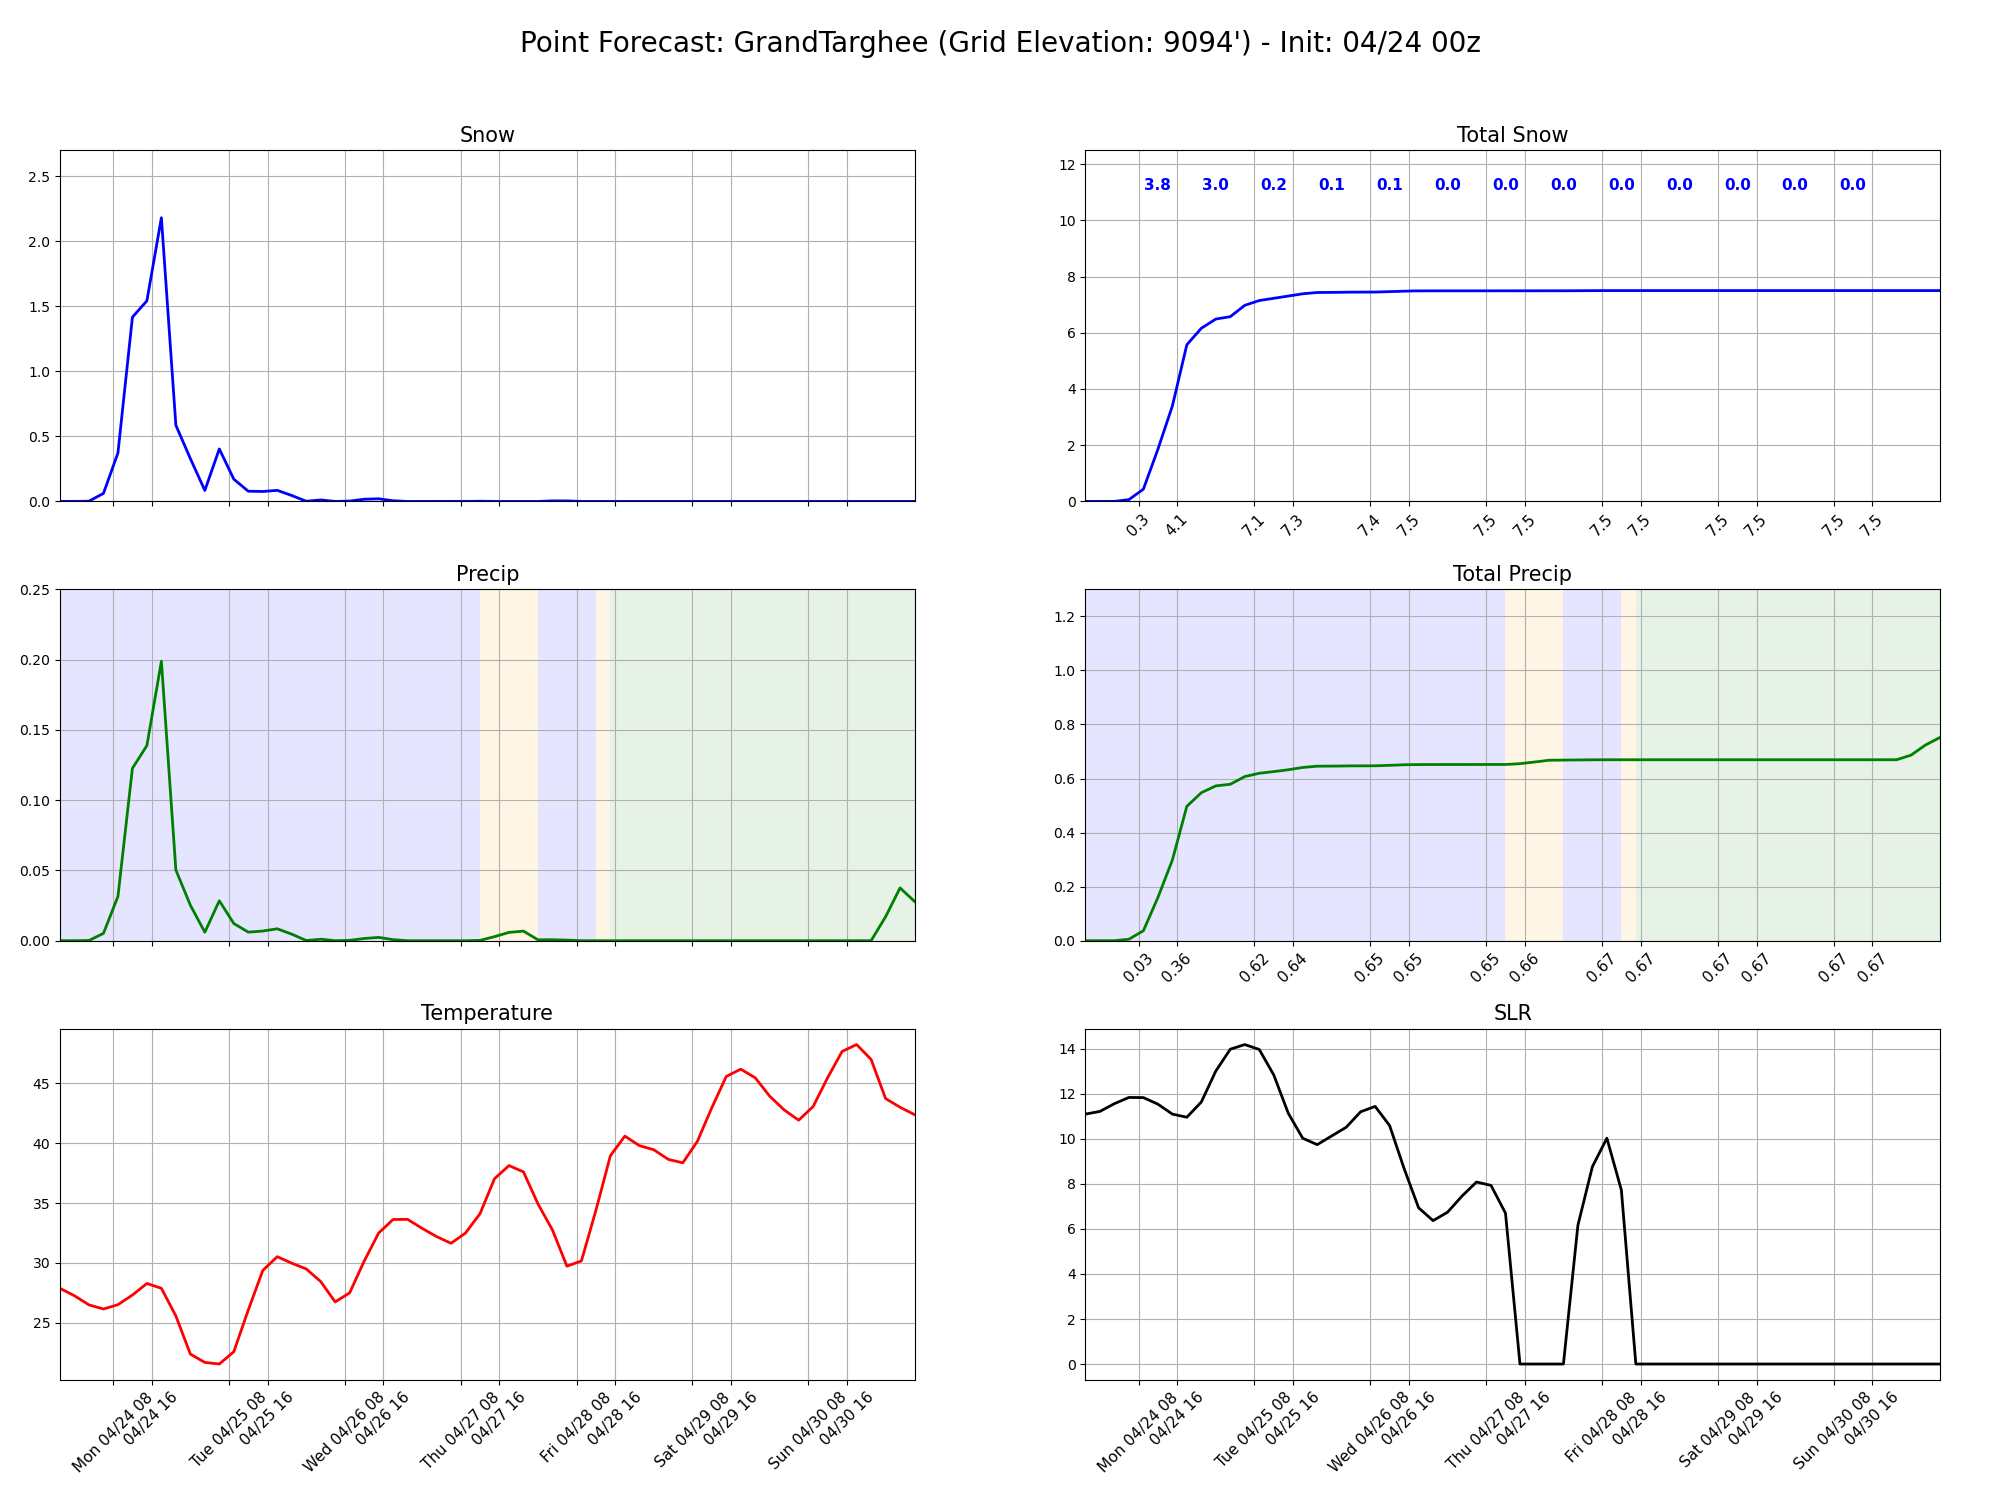 Point Forecast: GrandTarghee (Grid Elevation: 9094') - Init: 04/24 00z
Snow
2.5
2.0
1.5
1.0
0.5
0.0
Total Snow
12
10
8
6
4
2
0
3.8 3.0 0.2 0.1 0.1 0.0 0.0 0.0 0.0 0.0 0.0 0.0 0.0
0.3 4.1 7.1 7.3 7.4 7.5 7.5 7.5 7.5 7.5 7.5 7.5 7.5 7.5
Precip
0.25
0.20
0.15
0.10
0.05
0.00
Total Precip
1.2
1.0
0.8
0.6
0.4
0.2
0.0
0.03 0.36 0.62 0.64 0.65 0.65 0.65 0.66 0.67 0.67 0.67 0.67 0.67 0.67
Temperature
45
40
35
30
25
Mon 04/24 08
04/24 16
Tue 04/25 08
04/25 16
Wed 04/26 08
04/26 16
Thu 04/27 08
04/27 16
Fri 04/28 08
04/28 16
Sat 04/29 08
04/29 16
Sun 04/30 08
04/30 16
SLR
14
12
10
8
6
4
2
0
Mon 04/24 08
04/24 16
Tue 04/25 08
04/25 16
Wed 04/26 08
04/26 16
Thu 04/27 08
04/27 16
Fri 04/28 08
04/28 16
Sat 04/29 08
04/29 16
Sun 04/30 08
04/30 16